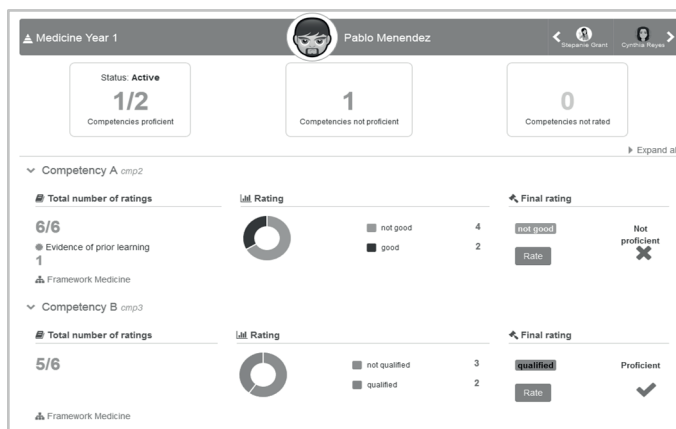 Medicine Year 1
Pablo Menendez
Stepanie Grant
Cynthia Reyes
Status: Active
1/2
Competencies proficient
1
Competencies not proficient
0
Competencies not rated
Expand al
Competency A cmp2
Total number of ratings
Rating
Final rating
6/6
Evidence of prior learning
1
Framework Medicine
not good 4
good 2
not good
Rate
Not
proficient
Competency B cmp3
Total number of ratings
Rating
Final rating
5/6
Framework Medicine
not qualified 3
qualified 2
qualified
Rate
Proficient